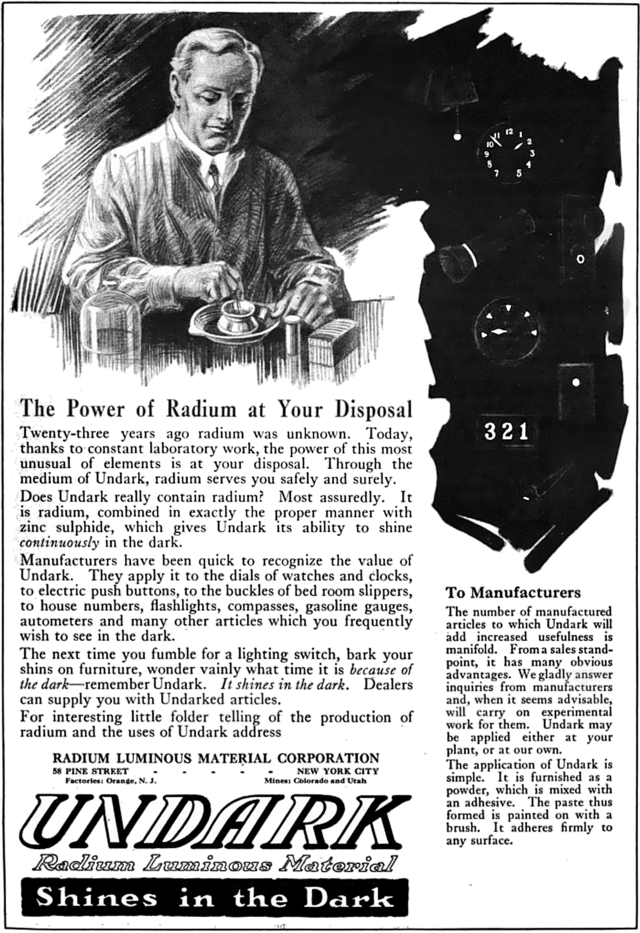 12
11
1
10
2
9
3
8
4
7
5
321
The Power of Radium at Your Disposal
Twenty-three years ago radium was unknown. Today,
thanks to constant laboratory work, the power of this most
unusual of elements is at your disposal. Through the
medium of Undark, radium serves you safely and surely.
Does Undark really contain radium? Most assuredly. It
is radium, combined in exactly the proper manner with
zinc sulphide, which gives Undark its ability to shine
continuously in the dark.
Manufacturers have been quick to recognize the value of
Undark. They apply it to the dials of watches and clocks,
to electric push buttons, to the buckles of bed room slippers,
to house numbers, flashlights, compasses, gasoline gauges,
autometers and many other articles which you frequently
wish to see in the dark.
The next time you fumble for a lighting switch, bark your
shins on furniture, wonder vainly what time it is because of
the dark—remember Undark. It shines in the dark. Dealers
can supply you with Undarked articles.
For interesting little folder telling of the production of
radium and the uses of Undark address
RADIUM LUMINOUS MATERIAL CORPORATION
58 PINE STREET - - - - - NEW YORK CITY
Factories: Orange, N. J. Mines: Colorado and Utah
UNDARK
Radium Luminous Material
Shines in the Dark
To Manufacturers
The number of manufactured
articles to which Undark will
add increased usefulness is
manifold. From a sales stand-
point, it has many obvious
advantages. We gladly answer
inquiries from manufacturers
and, when it seems advisable,
will carry on experimental
work for them. Undark may
be applied either at your
plant, or at our own.
The application of Undark is
simple. It is furnished as a
powder, which is mixed with
an adhesive. The paste thus
formed is painted on with a
brush. It adheres firmly to
any surface.